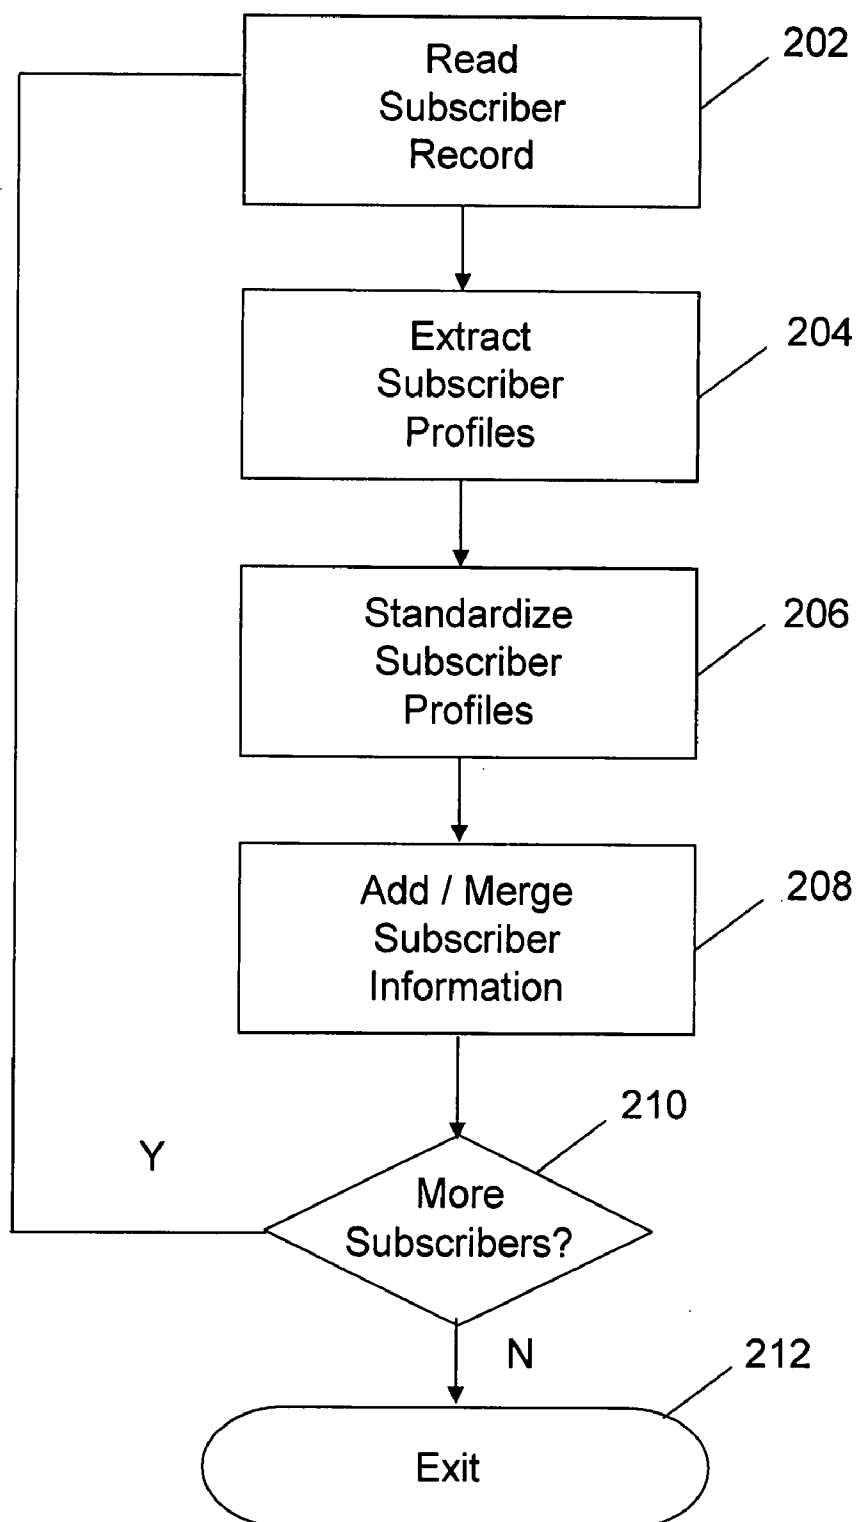 Read
Subscriber
Record
202
Extract
Subscriber
Profiles
204
Standardize
Subscriber
Profiles
206
Add / Merge
Subscriber
Information
208
210
Y
More
Subscribers?
N
212
Exit